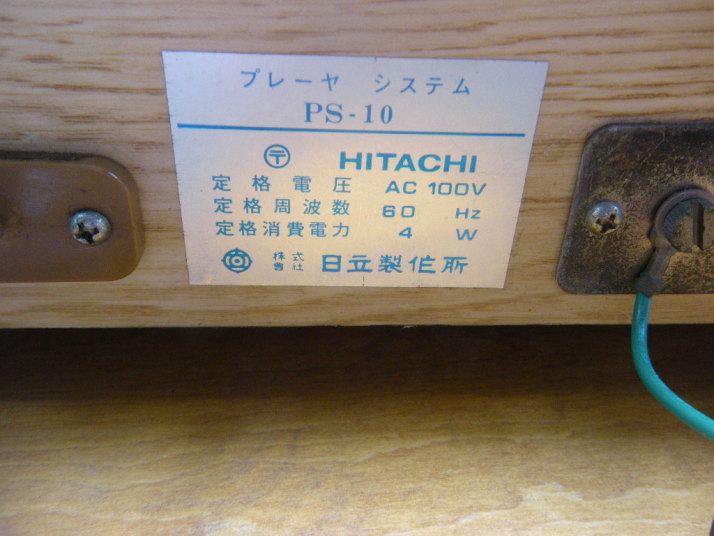 プレーヤ システム
PS-10
〶 HITACHI
定格電圧 AC 100V
定格周波数 60 Hz
定格消費電力 4 W
株式會社 日立製作所